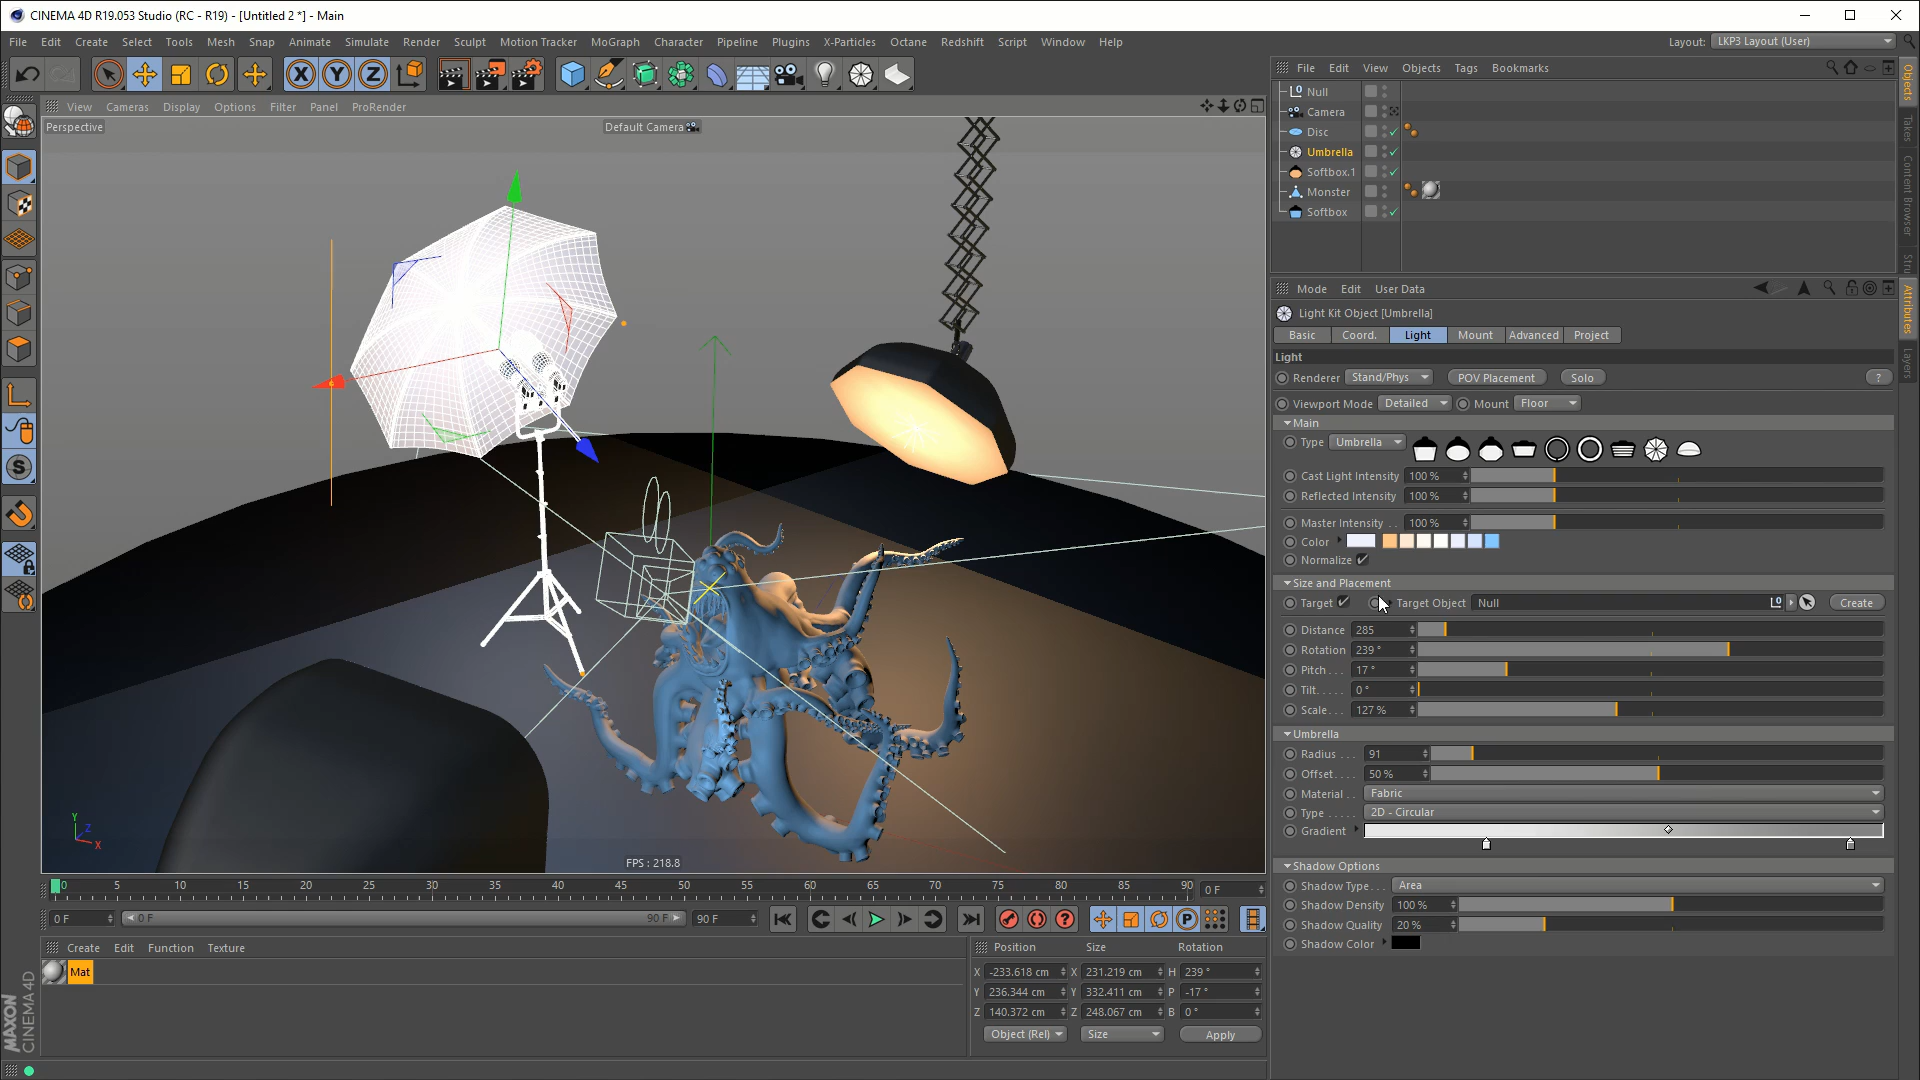 CINEMA 4D R19.053 Studio (RC - R19) - [Untitled 2 *] - Main
File Edit Create Select Tools Mesh Snap Animate Simulate Render Sculpt Motion Tracker MoGraph Character Pipeline Plugins X-Particles Octane Redshift Script Window Help
Layout: LKP3 Layout (User)
View Cameras Display Options Filter Panel ProRender
Perspective
Default Camera
X
Y
Z
FPS : 218.8
0 5 10 15 20 25 30 35 40 45 50 55 60 65 70 75 80 85 90 0 F
0 F 0 F 90 F 90 F
Create Edit Function Texture
Mat
MAXON
CINEMA 4D
Position Size Rotation
X -233.618 cm X 231.219 cm H 239 °
Y 236.344 cm Y 332.411 cm P -17 °
Z 140.372 cm Z 248.067 cm B 0 °
Object (Rel) Size Apply
File Edit View Objects Tags Bookmarks
Null
Camera
Disc
Umbrella
Softbox.1
Monster
Softbox
Objects
Takes
Content Browser
Stru
Attributes
Layers
Mode Edit User Data
Light Kit Object [Umbrella]
Basic Coord. Light Mount Advanced Project
Light
Renderer Stand/Phys POV Placement Solo ?
Viewport Mode Detailed Mount Floor
Main
Type Umbrella
Cast Light Intensity 100 %
Reflected Intensity 100 %
Master Intensity . . 100 %
Color
Normalize
Size and Placement
Target Target Object Null Create
Distance 285
Rotation 239 °
Pitch . . 17 °
Tilt. . . . . 0 °
Scale. . . 127 %
Umbrella
Radius . . . 91
Offset. . . . 50 %
Material . . Fabric
Type . . . . . 2D - Circular
Gradient
Shadow Options
Shadow Type. . . Area
Shadow Density 100 %
Shadow Quality 20 %
Shadow Color